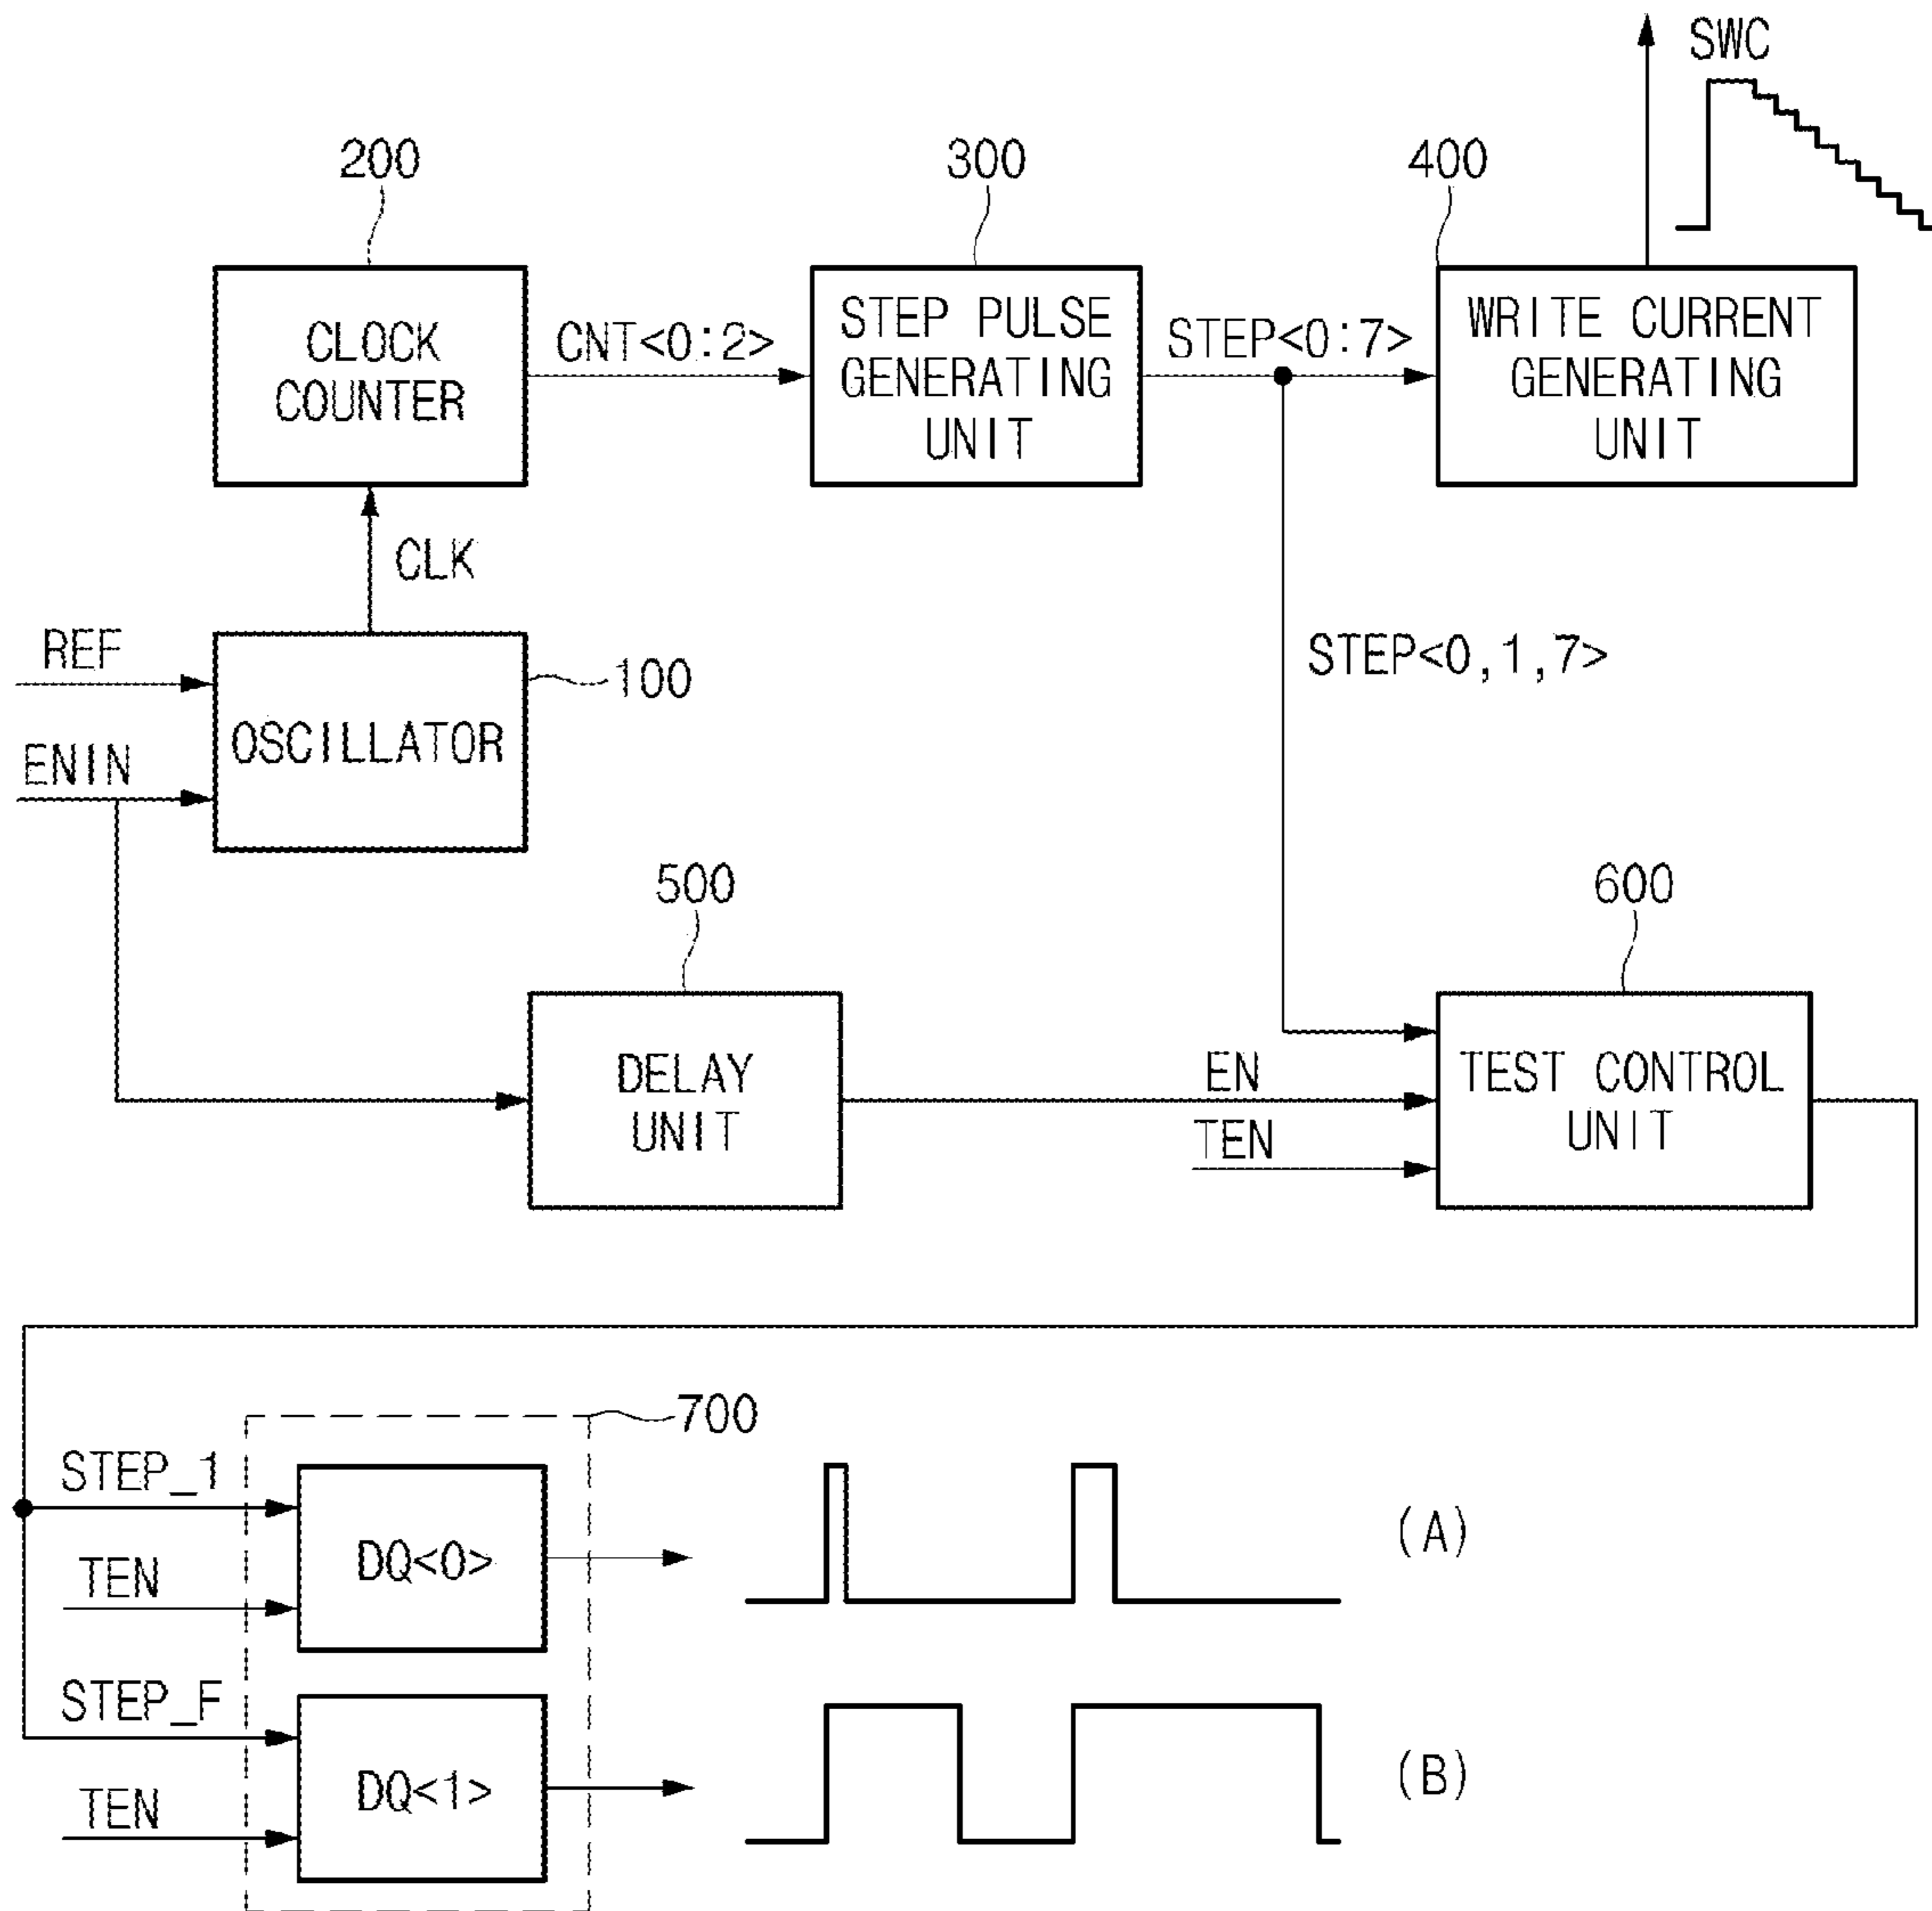 SWC
200
300
400
CLOCK
COUNTER
CNT<0:2>
STEP PULSE
GENERATING
UNIT
STEP<0:7>
WRITE CURRENT
GENERATING
UNIT
CLK
REF
ENIN
OSCILLATOR
100
STEP<0,1,7>
500
600
DELAY
UNIT
EN
TEN
TEST CONTROL
UNIT
700
STEP_1
TEN
DQ<0>
(A)
STEP_F
TEN
DQ<1>
(B)